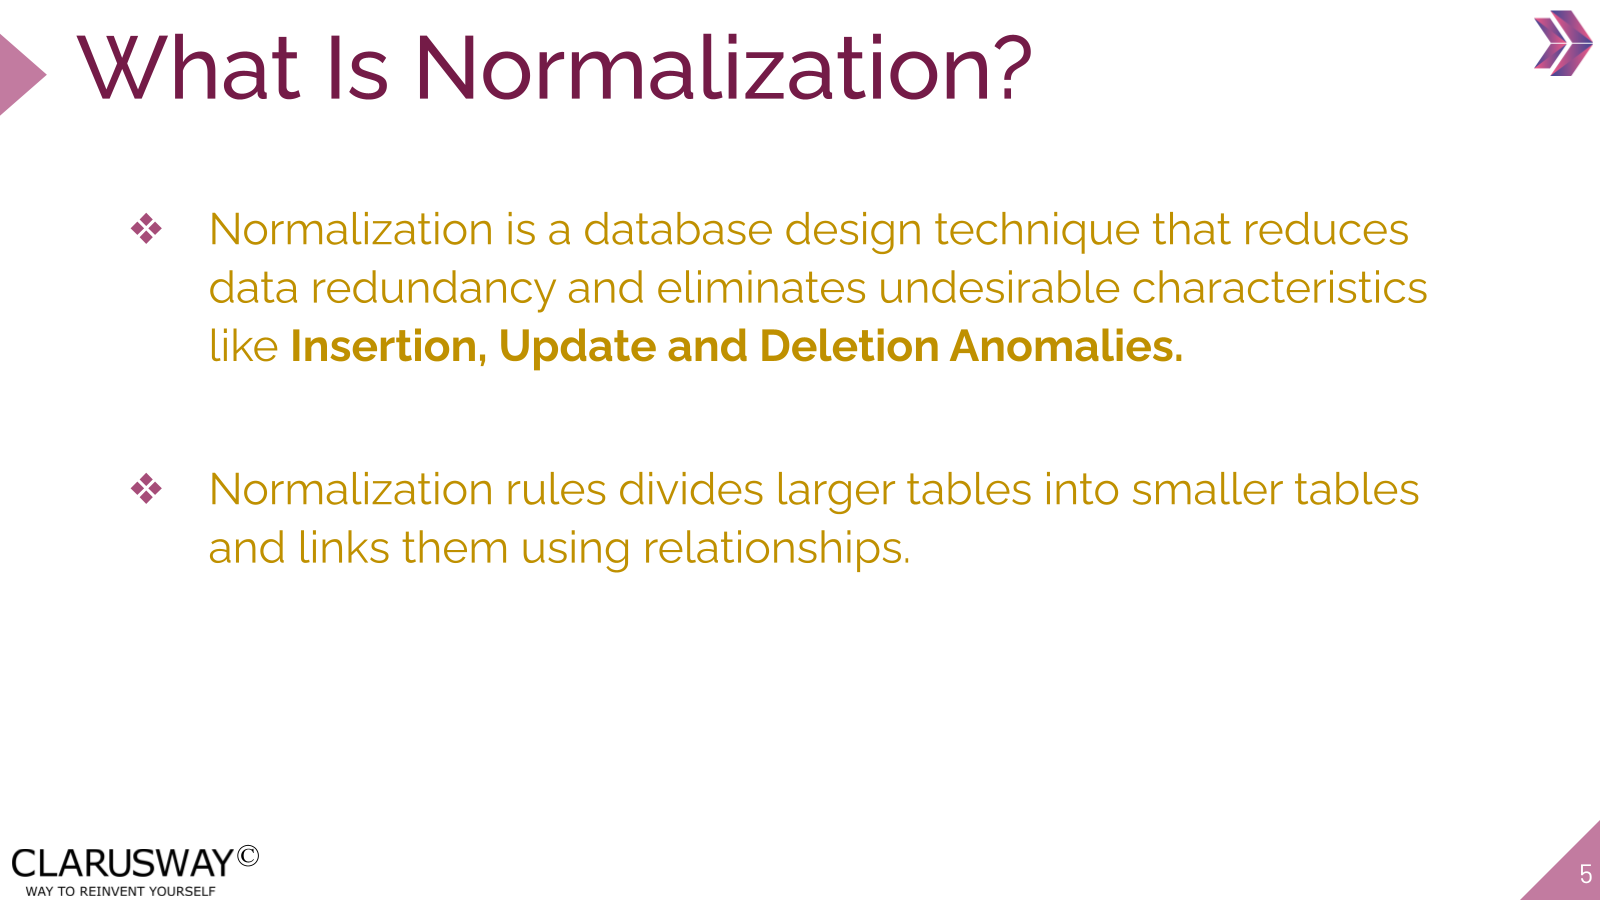 What Is Normalization?
❖ Normalization is a database design technique that reduces
data redundancy and eliminates undesirable characteristics
like Insertion, Update and Deletion Anomalies.
❖ Normalization rules divides larger tables into smaller tables
and links them using relationships.
CLARUSWAY©
WAY TO REINVENT YOURSELF
5